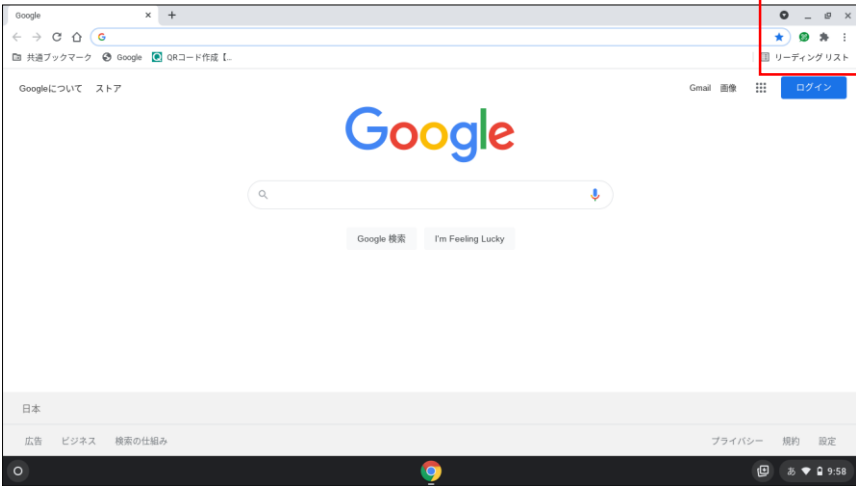 Google
共通ブックマーク Google QRコード作成【...
リーディング リスト
Googleについて ストア
Gmail 画像
ログイン
Google
Google 検索 I'm Feeling Lucky
日本
広告 ビジネス 検索の仕組み
プライバシー 規約 設定
あ 9:58